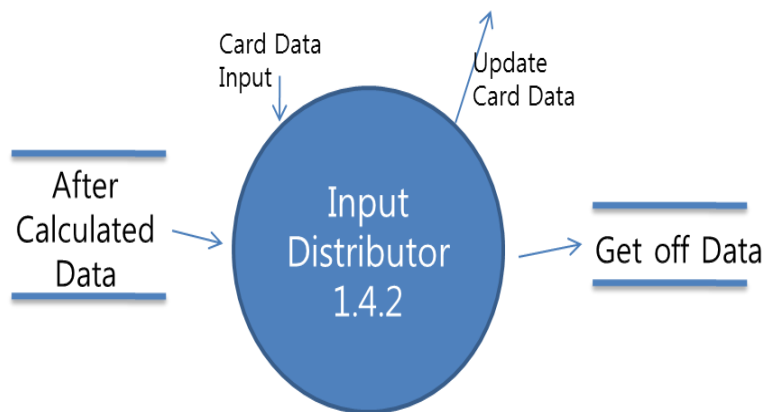 Card Data
Input
Update
Card Data
After
Calculated
Data
Input
Distributor
1.4.2
Get off Data